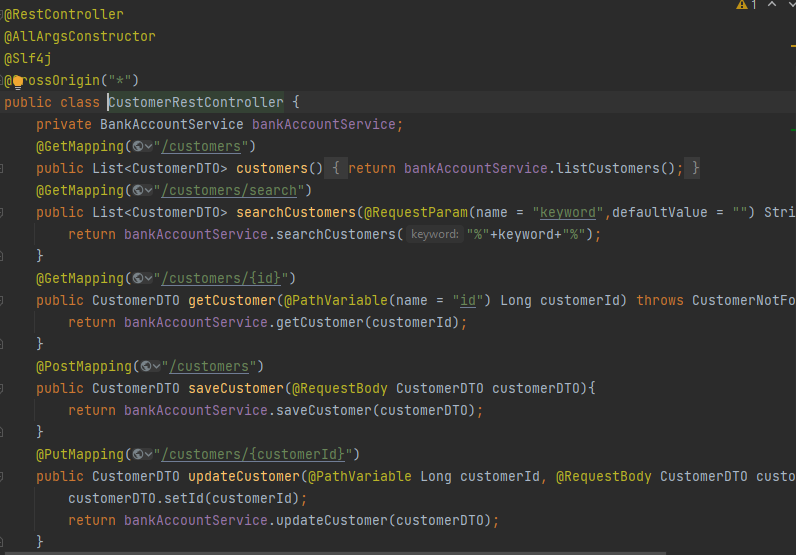 1
@RestController
@AllArgsConstructor
@Slf4j
@CrossOrigin("*")
public class CustomerRestController {
private BankAccountService bankAccountService;
@GetMapping("/customers")
public List<CustomerDTO> customers() { return bankAccountService.listCustomers(); }
@GetMapping("/customers/search")
public List<CustomerDTO> searchCustomers(@RequestParam(name = "keyword",defaultValue = "") Stri
return bankAccountService.searchCustomers( keyword: "%"+keyword+"%");
}
@GetMapping("/customers/{id}")
public CustomerDTO getCustomer(@PathVariable(name = "id") Long customerId) throws CustomerNotFo
return bankAccountService.getCustomer(customerId);
}
@PostMapping("/customers")
public CustomerDTO saveCustomer(@RequestBody CustomerDTO customerDTO){
return bankAccountService.saveCustomer(customerDTO);
}
@PutMapping("/customers/{customerId}")
public CustomerDTO updateCustomer(@PathVariable Long customerId, @RequestBody CustomerDTO custo
customerDTO.setId(customerId);
return bankAccountService.updateCustomer(customerDTO);
}